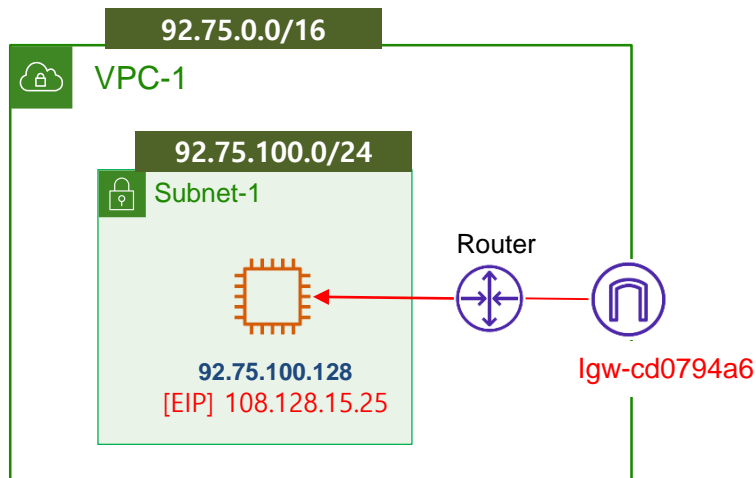 92.75.0.0/16
VPC-1
92.75.100.0/24
Subnet-1
Router
92.75.100.128
[EIP] 108.128.15.25
Igw-cd0794a6